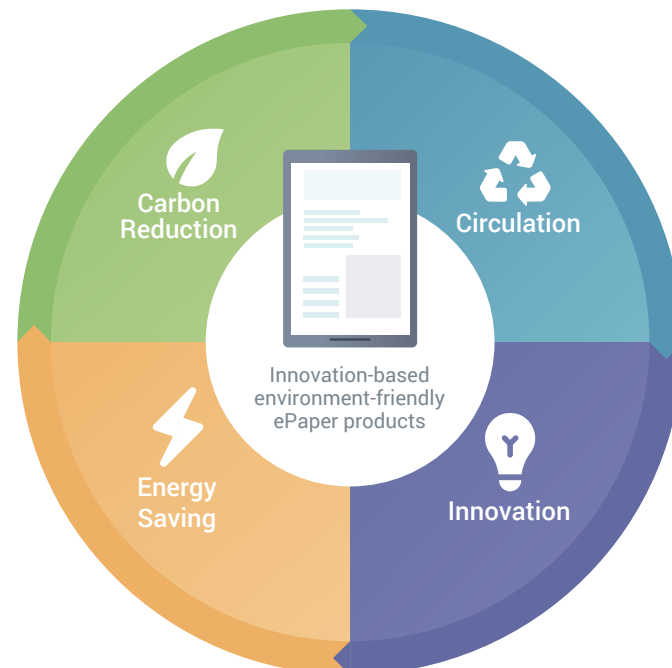 Carbon
Reduction
Circulation
Innovation-based
environment-friendly
ePaper products
Energy
Saving
Innovation